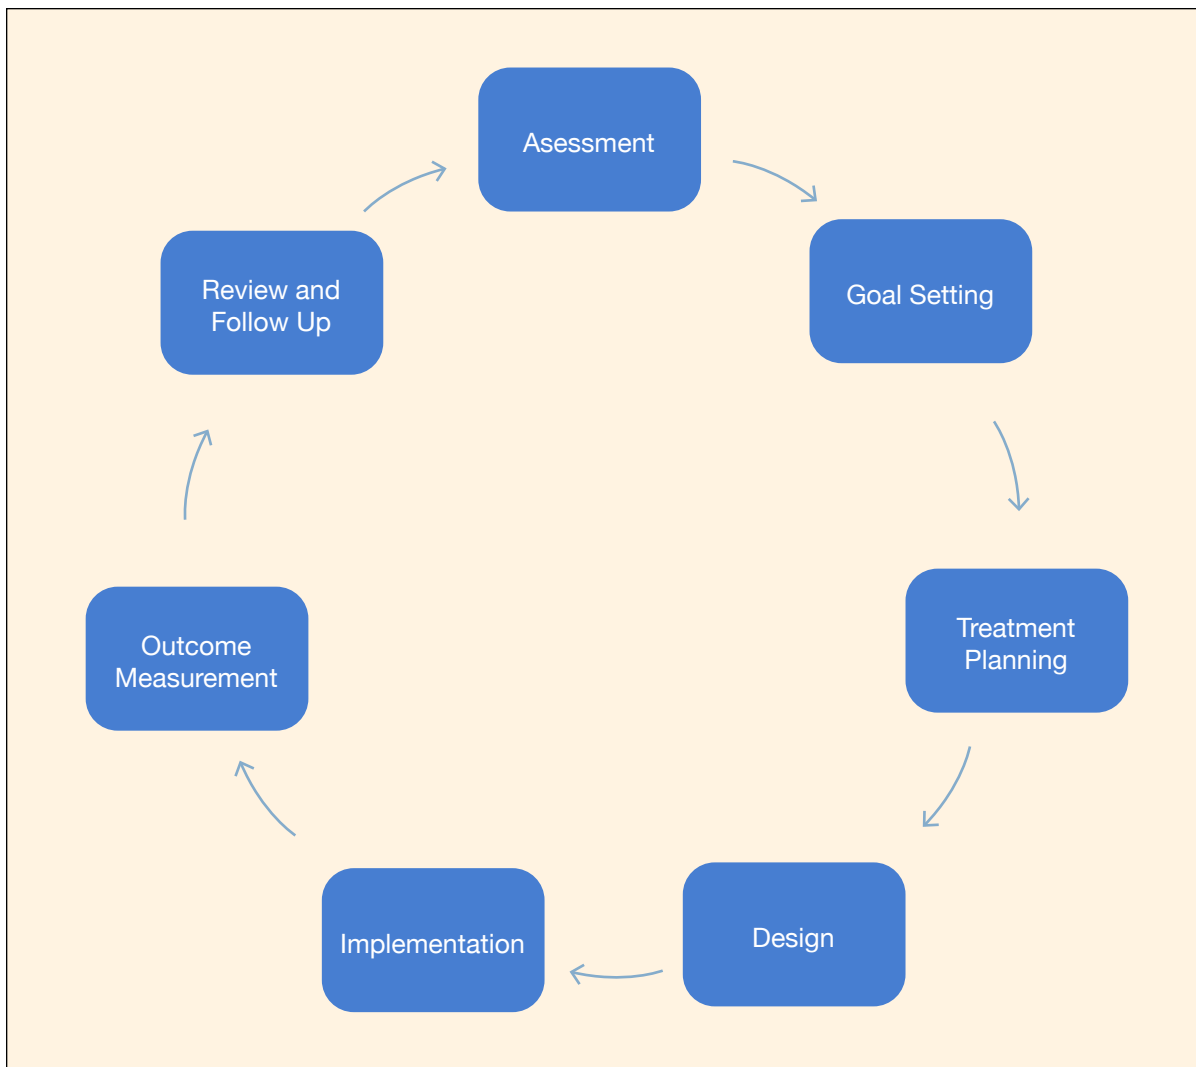 Asessment
Goal Setting
Treatment
Planning
Design
Implementation
Outcome
Measurement
Review and
Follow Up